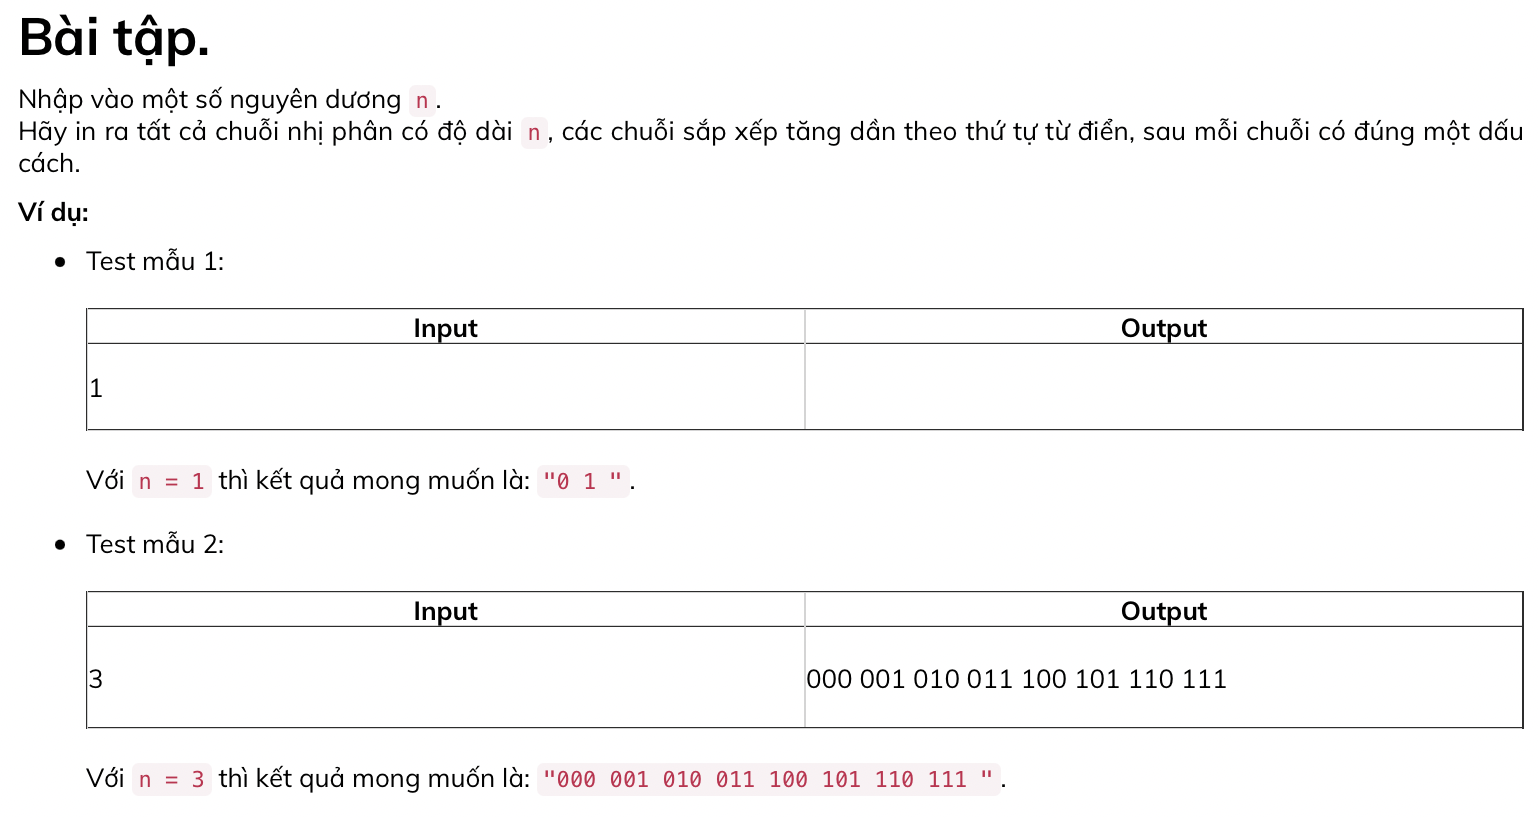 Bài tập.
Nhập vào một số nguyên dương n.
Hãy in ra tất cả chuỗi nhị phân có độ dài n, các chuỗi sắp xếp tăng dần theo thứ tự từ điển, sau mỗi chuỗi có đúng một dấu
cách.
Ví dụ:
• Test mẫu 1:
Input Output
1
Với n = 1 thì kết quả mong muốn là: "0 1 ".
• Test mẫu 2:
Input Output
3 000 001 010 011 100 101 110 111
Với n = 3 thì kết quả mong muốn là: "000 001 010 011 100 101 110 111 ".